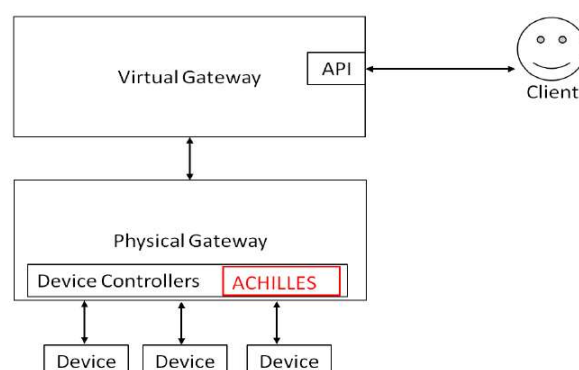 API
Virtual Gateway
Client
Physical Gateway
Device Controllers ACHILLES
Device Device Device